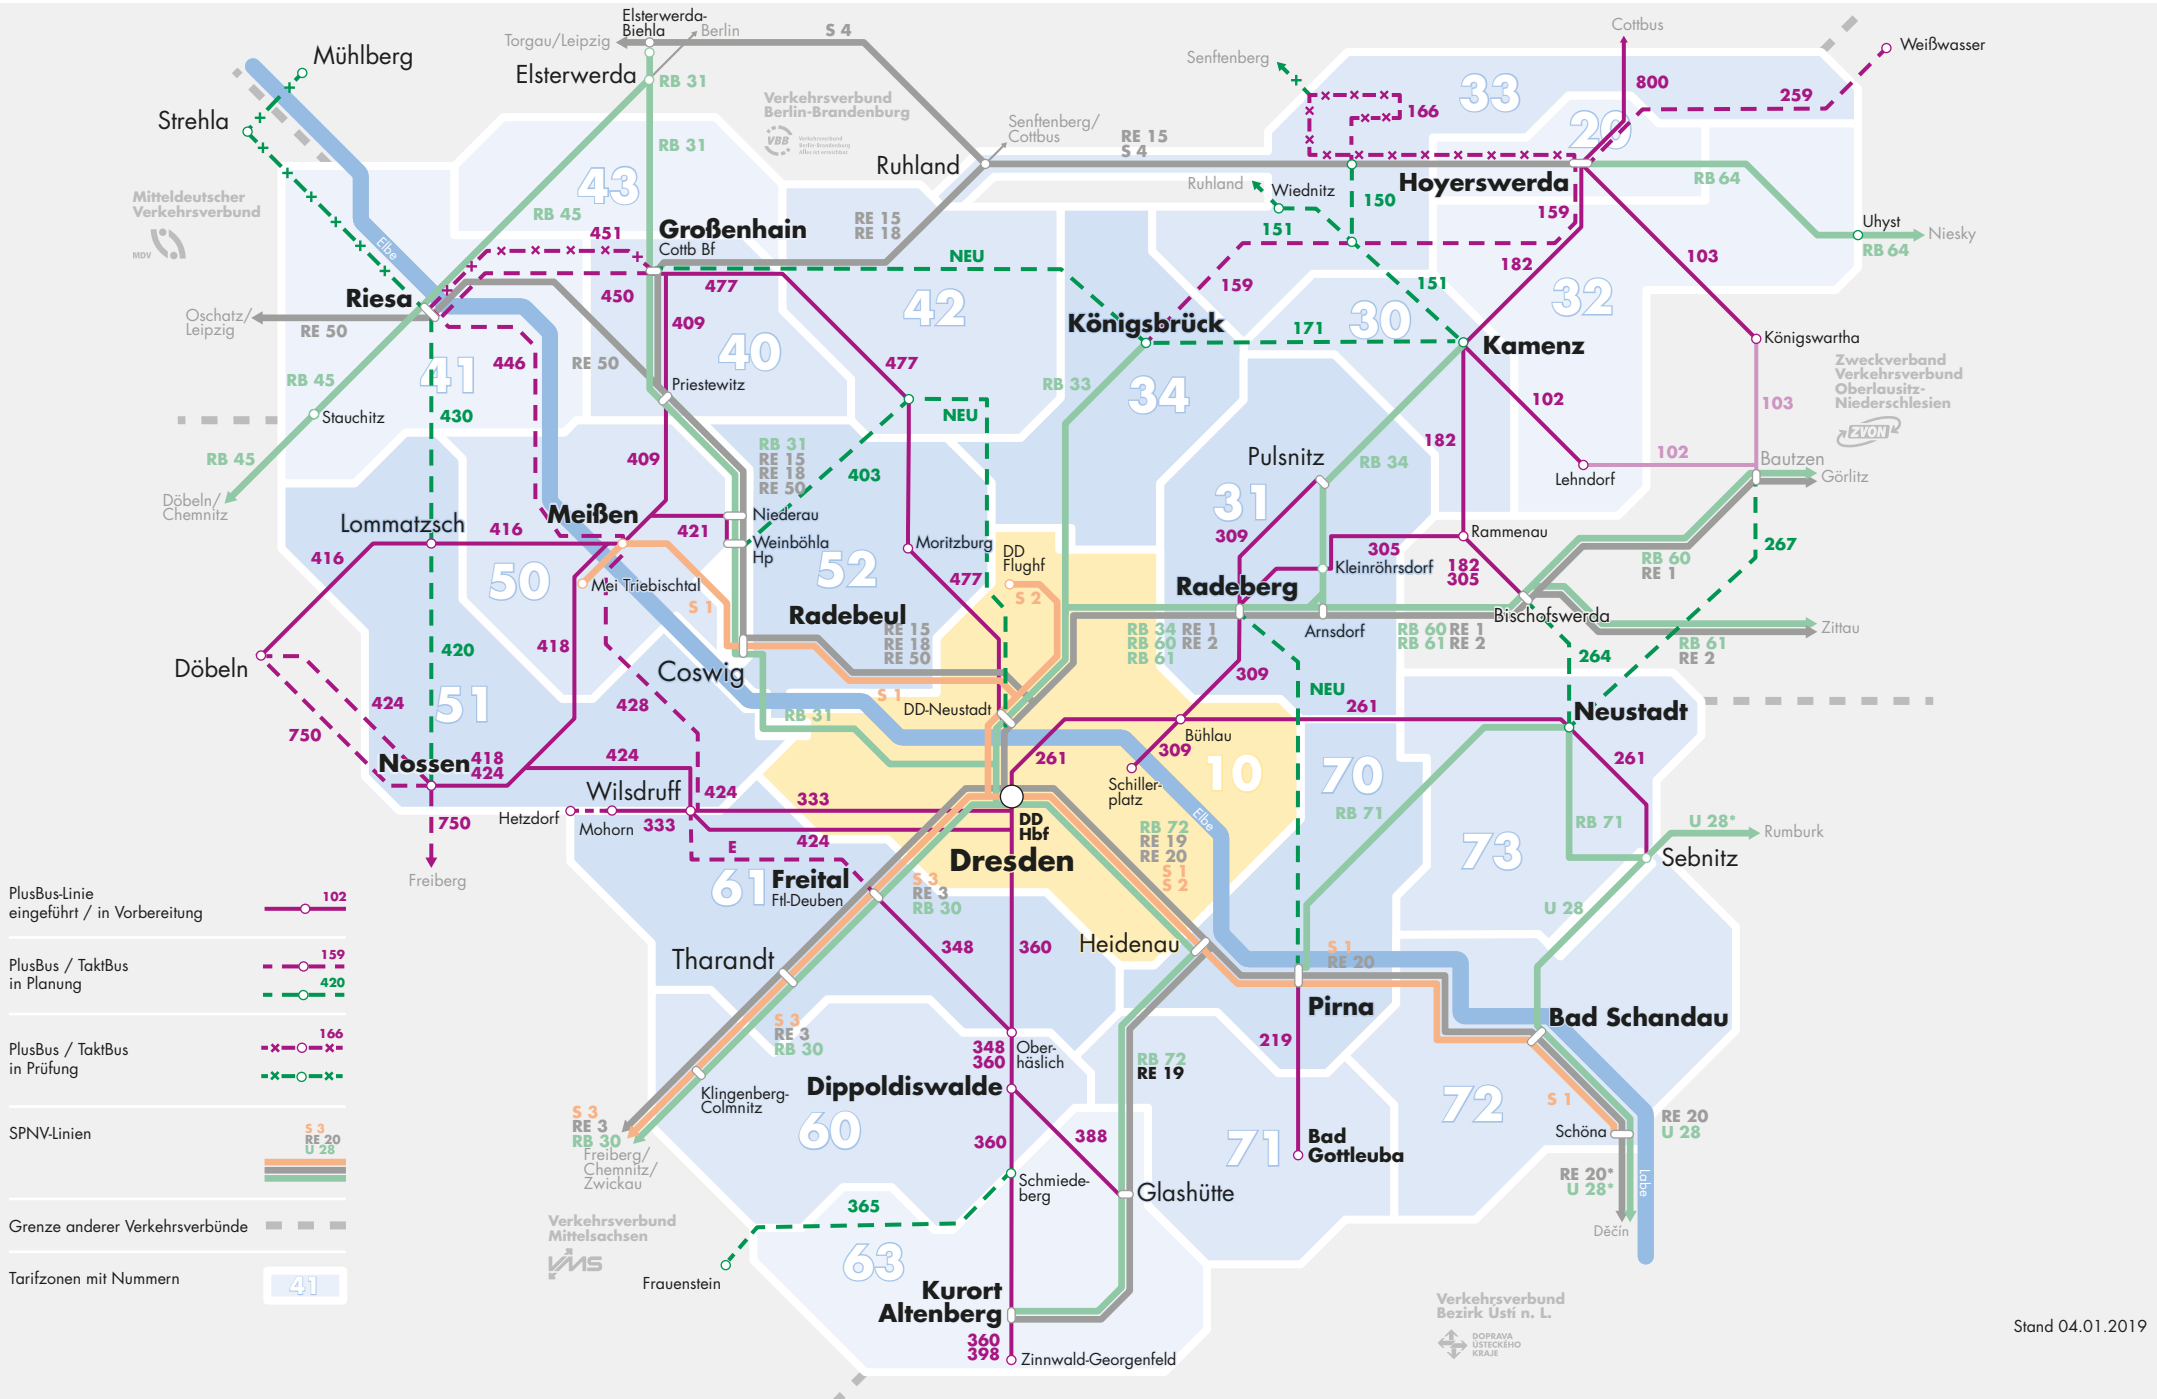 Elsterwerda-
Biehla
Torgau/Leipzig
Berlin
S 4
Cottbus
Weißwasser
Mühlberg
Elsterwerda
RB 31
Senftenberg
33
800
259
166
Verkehrsverbund
Berlin-Brandenburg
VBB
Verkehrsverbund
Berlin-Brandenburg
Alles ist erreichbar.
Strehla
RB 31
Senftenberg/
Cottbus
RE 15
S 4
20
Ruhland
43
Ruhland
Wiednitz
Hoyerswerda
RB 64
150
159
Mitteldeutscher
Verkehrsverbund
MDV
RB 45
RE 15
RE 18
Uhyst
Niesky
RB 64
Elbe
451
Großenhain
Cottb Bf
NEU
151
182
103
Riesa
450
477
159
151
32
42
30
Oschatz/
Leipzig
RE 50
409
Königsbrück
171
Kamenz
Königswartha
446
RE 50
40
477
Zweckverband
Verkehrsverbund
Oberlausitz-
Niederschlesien
ZVON
RB 45
41
Priestewitz
RB 33
34
102
103
Stauchitz
430
NEU
RB 31
RE 15
RE 18
RE 50
182
RB 45
409
403
Pulsnitz
RB 34
102
Bautzen
Görlitz
Lehndorf
Döbeln/
Chemnitz
31
Lommatzsch
416
Meißen
421
Niederau
Weinböhla
Hp
Moritzburg
DD
Flughf
309
305
Rammenau
267
416
50
52
477
Kleinröhrsdorf
182
305
RB 60
RE 1
Mei Triebischtal
S 1
S 2
Radeberg
Bischofswerda
Radebeul
RE 15
RE 18
RE 50
RB 34
RB 60
RB 61
RE 1
RE 2
Arnsdorf
RB 60
RB 61
RE 1
RE 2
Zittau
RB 61
RE 2
Döbeln
420
418
Coswig
264
309
NEU
424
51
428
S 1
DD-Neustadt
261
Neustadt
750
RB 31
Bühlau
Nossen
418
424
424
261
309
10
70
261
Wilsdruff
424
333
Schiller-
platz
Hetzdorf
Mohorn
333
DD
Hbf
Elbe
RB 71
RB 71
U 28*
Rumburk
750
E
424
Dresden
RB 72
RE 19
RE 20
S 1
S 2
73
Sebnitz
Freiberg
61
Freital
Ftl-Deuben
S 3
RE 3
RB 30
U 28
PlusBus-Linie
eingeführt / in Vorbereitung
102
PlusBus / TaktBus
in Planung
159
420
PlusBus / TaktBus
in Prüfung
166
SPNV-Linien
S 3
RE 20
U 28
Grenze anderer Verkehrsverbünde
Tarifzonen mit Nummern
41
Tharandt
348
360
Heidenau
S 1
RE 20
Pirna
Bad Schandau
S 3
RE 3
RB 30
348
360
Ober-
häslich
219
RB 72
RE 19
Klingenberg-
Colmnitz
Dippoldiswalde
72
S 1
S 3
RE 3
RB 30
Freiberg/
Chemnitz/
Zwickau
60
360
388
71
Bad
Gottleuba
Schöna
RE 20
U 28
RE 20*
U 28*
Labe
Děčín
Schmiede-
berg
Glashütte
365
Verkehrsverbund
Mittelsachsen
VMS
63
Frauenstein
Kurort
Altenberg
360
398
Zinnwald-Georgenfeld
Verkehrsverbund
Bezirk Ústí n. L.
DOPRAVA
ÚSTECKÉHO
KRAJE
Stand 04.01.2019